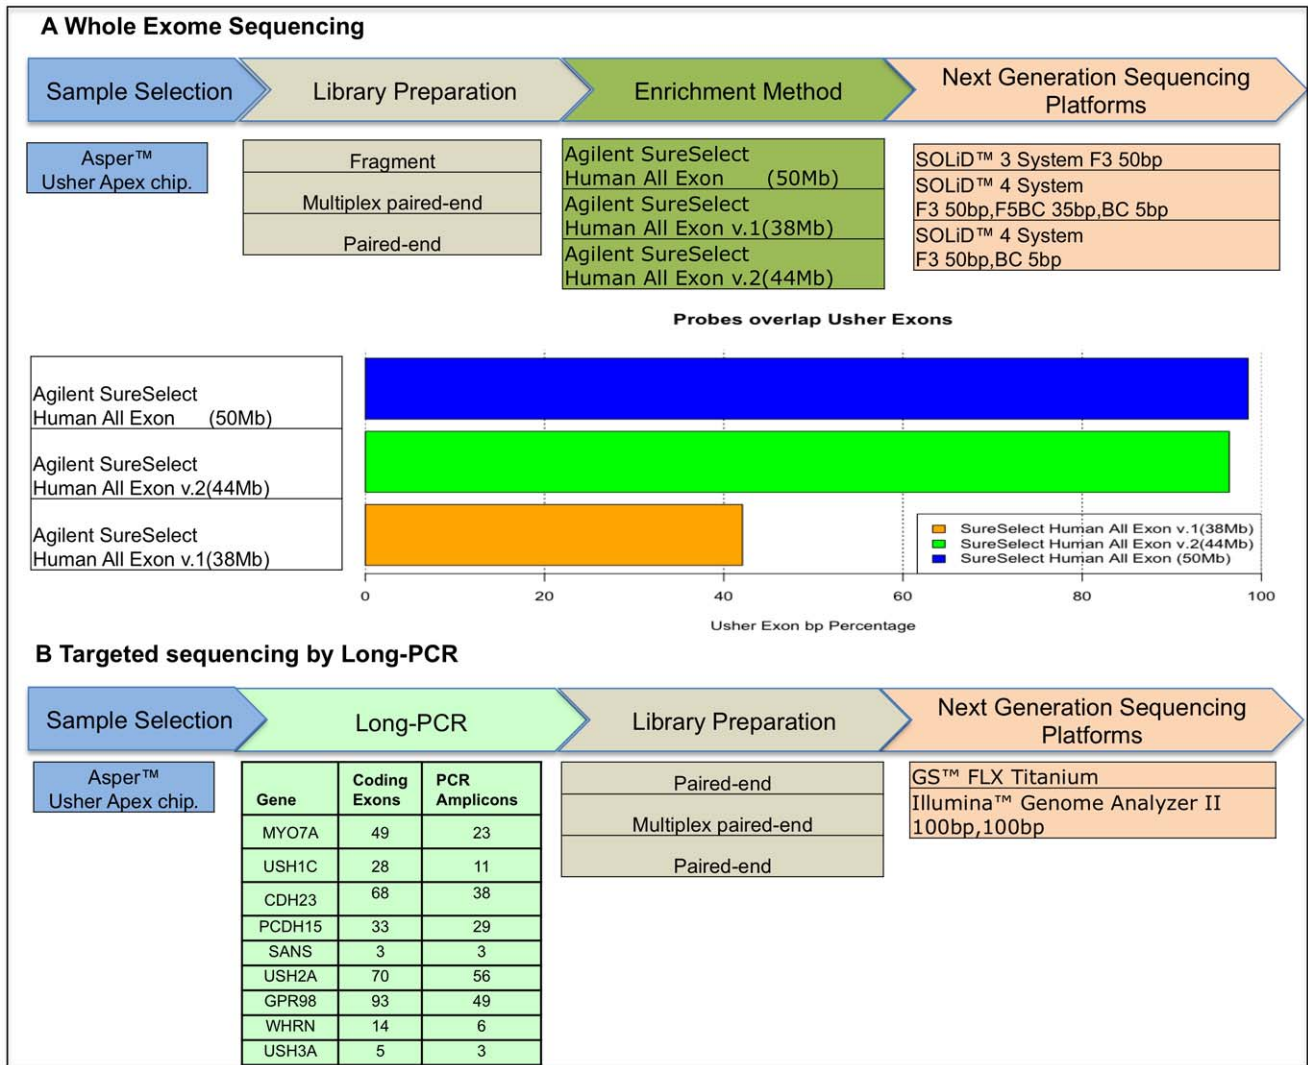 A Whole Exome Sequencing
Sample Selection
Library Preparation
Enrichment Method
Next Generation Sequencing
Platforms
Asper™
Usher Apex chip.
Fragment
Multiplex paired-end
Paired-end
Agilent SureSelect
Human All Exon (50Mb)
Agilent SureSelect
Human All Exon v.1(38Mb)
Agilent SureSelect
Human All Exon v.2(44Mb)
SOLiD™ 3 System F3 50bp
SOLiD™ 4 System
F3 50bp,F5BC 35bp,BC 5bp
SOLiD™ 4 System
F3 50bp,BC 5bp
Probes overlap Usher Exons
Agilent SureSelect
Human All Exon (50Mb)
Agilent SureSelect
Human All Exon v.2(44Mb)
Agilent SureSelect
Human All Exon v.1(38Mb)
SureSelect Human All Exon v.1(38Mb)
SureSelect Human All Exon v.2(44Mb)
SureSelect Human All Exon (50Mb)
0 20 40 60 80 100
Usher Exon bp Percentage
B Targeted sequencing by Long-PCR
Sample Selection
Long-PCR
Library Preparation
Next Generation Sequencing
Platforms
Asper™
Usher Apex chip.
Gene Coding Exons PCR Amplicons
MYO7A 49 23
USH1C 28 11
CDH23 68 38
PCDH15 33 29
SANS 3 3
USH2A 70 56
GPR98 93 49
WHRN 14 6
USH3A 5 3
Paired-end
Multiplex paired-end
Paired-end
GS™ FLX Titanium
Illumina™ Genome Analyzer II
100bp,100bp